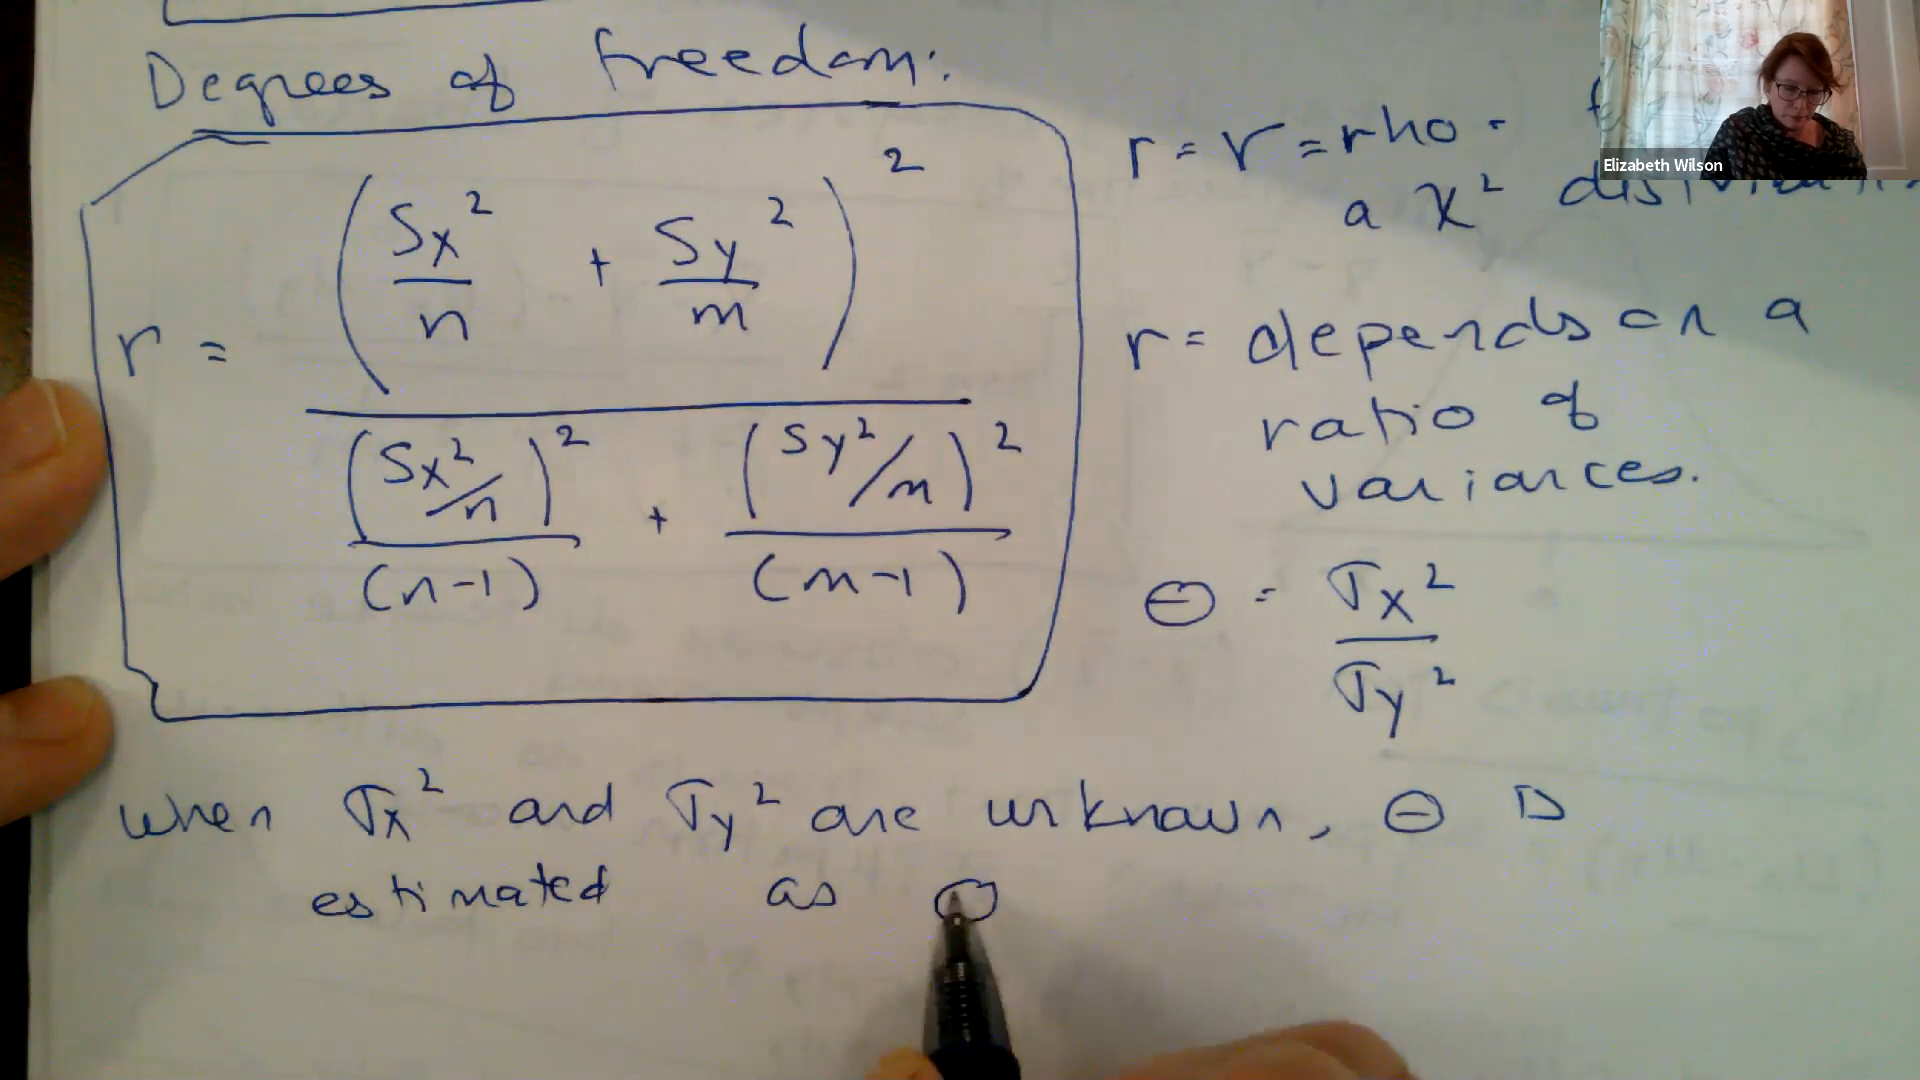 Degrees of freedom:
r = (Sx²/n + Sy²/m)² / ((Sx²/n)²/(n-1) + (Sy²/m)²/(m-1))
r = r = rho -
a χ²
r = depends on a
ratio of
variances.
θ = σx²/σy²
when σx² and σy² are unknown, θ is
estimated as
Elizabeth Wilson